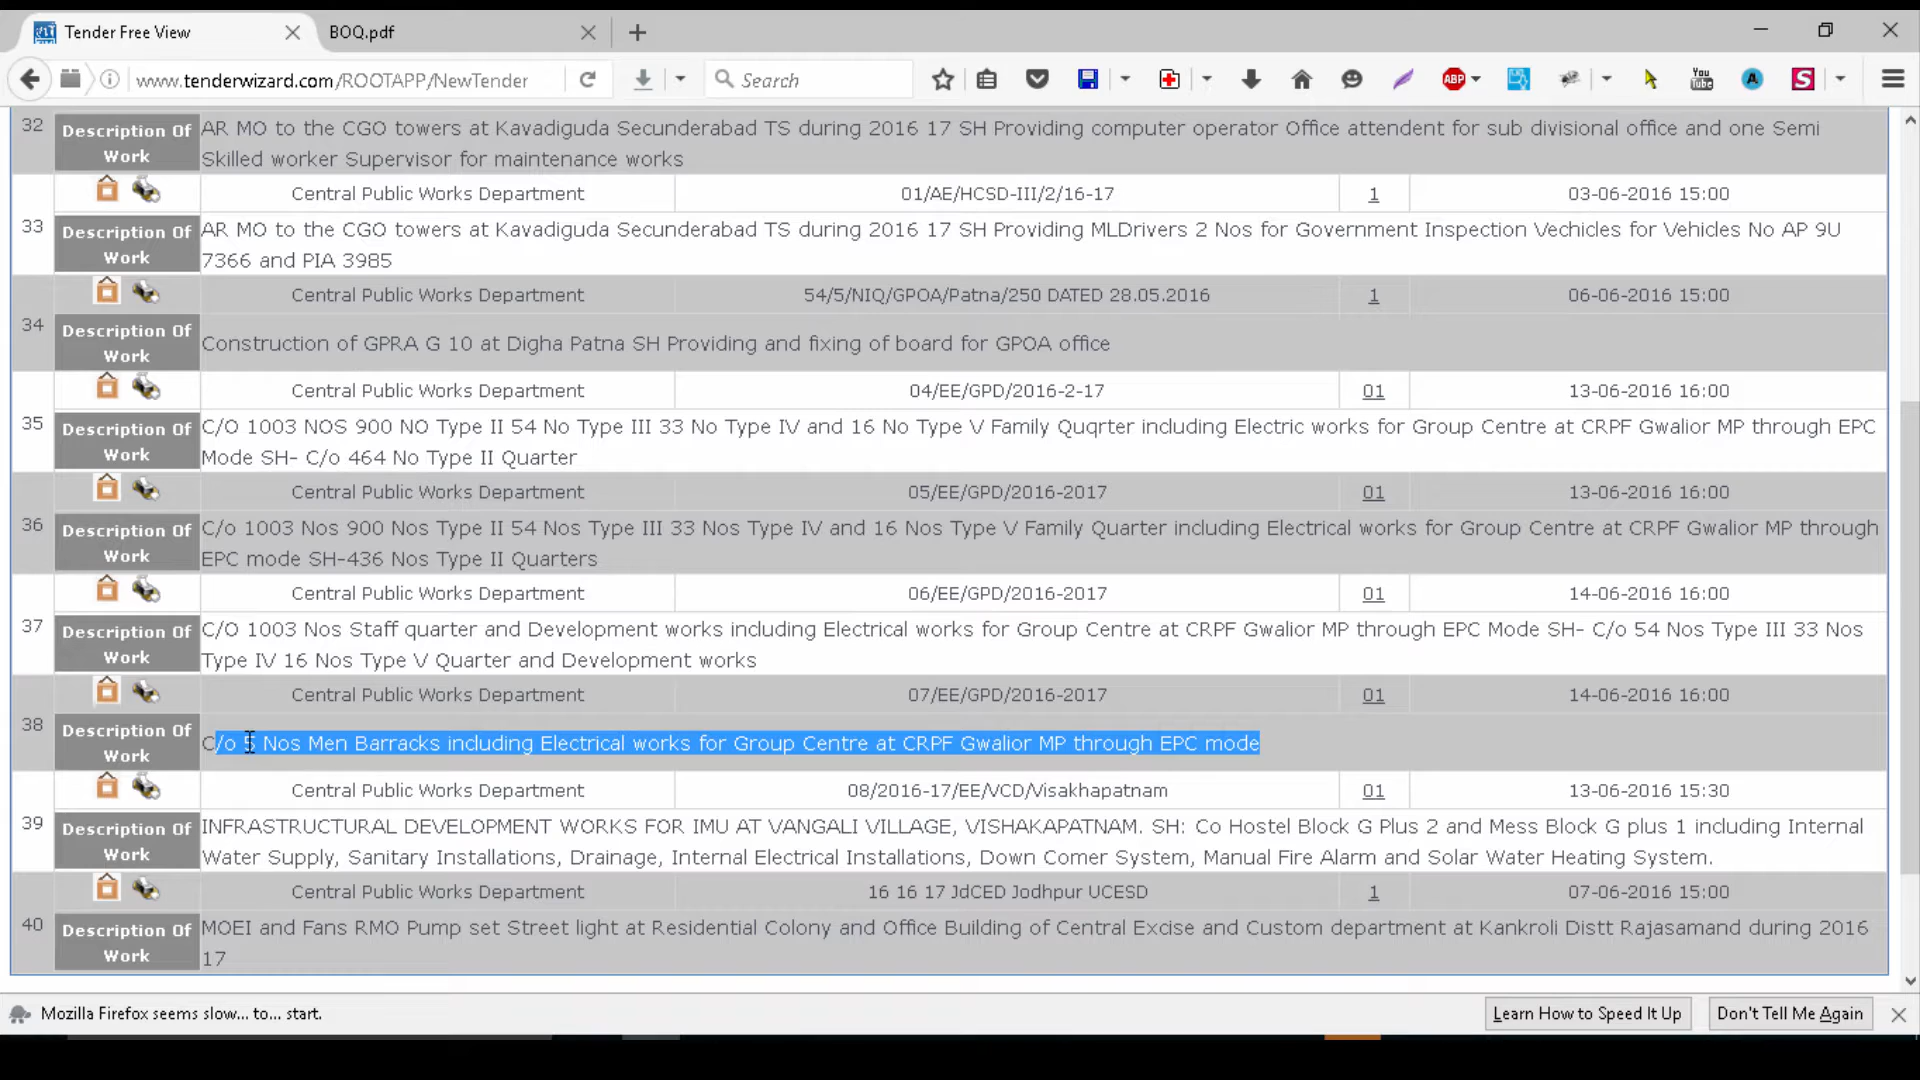 Tender Free View
BOQ.pdf
www.tenderwizard.com/ROOTAPP/NewTender
Search
ABP
You Tube
A
S
32
Description Of Work
AR MO to the CGO towers at Kavadiguda Secunderabad TS during 2016 17 SH Providing computer operator Office attendent for sub divisional office and one Semi
Skilled worker Supervisor for maintenance works
Central Public Works Department
01/AE/HCSD-III/2/16-17
1
03-06-2016 15:00
33
Description Of Work
AR MO to the CGO towers at Kavadiguda Secunderabad TS during 2016 17 SH Providing MLDrivers 2 Nos for Government Inspection Vechicles for Vehicles No AP 9U
7366 and PIA 3985
Central Public Works Department
54/5/NIQ/GPOA/Patna/250 DATED 28.05.2016
1
06-06-2016 15:00
34
Description Of Work
Construction of GPRA G 10 at Digha Patna SH Providing and fixing of board for GPOA office
Central Public Works Department
04/EE/GPD/2016-2-17
01
13-06-2016 16:00
35
Description Of Work
C/O 1003 NOS 900 NO Type II 54 No Type III 33 No Type IV and 16 No Type V Family Quqrter including Electric works for Group Centre at CRPF Gwalior MP through EPC
Mode SH- C/o 464 No Type II Quarter
Central Public Works Department
05/EE/GPD/2016-2017
01
13-06-2016 16:00
36
Description Of Work
C/o 1003 Nos 900 Nos Type II 54 Nos Type III 33 Nos Type IV and 16 Nos Type V Family Quarter including Electrical works for Group Centre at CRPF Gwalior MP through
EPC mode SH-436 Nos Type II Quarters
Central Public Works Department
06/EE/GPD/2016-2017
01
14-06-2016 16:00
37
Description Of Work
C/O 1003 Nos Staff quarter and Development works including Electrical works for Group Centre at CRPF Gwalior MP through EPC Mode SH- C/o 54 Nos Type III 33 Nos
Type IV 16 Nos Type V Quarter and Development works
Central Public Works Department
07/EE/GPD/2016-2017
01
14-06-2016 16:00
38
Description Of Work
C/o 5 Nos Men Barracks including Electrical works for Group Centre at CRPF Gwalior MP through EPC mode
Central Public Works Department
08/2016-17/EE/VCD/Visakhapatnam
01
13-06-2016 15:30
39
Description Of Work
INFRASTRUCTURAL DEVELOPMENT WORKS FOR IMU AT VANGALI VILLAGE, VISHAKAPATNAM. SH: Co Hostel Block G Plus 2 and Mess Block G plus 1 including Internal
Water Supply, Sanitary Installations, Drainage, Internal Electrical Installations, Down Comer System, Manual Fire Alarm and Solar Water Heating System.
Central Public Works Department
16 16 17 JdCED Jodhpur UCESD
1
07-06-2016 15:00
40
Description Of Work
MOEI and Fans RMO Pump set Street light at Residential Colony and Office Building of Central Excise and Custom department at Kankroli Distt Rajasamand during 2016
17
Mozilla Firefox seems slow... to... start.
Learn How to Speed It Up
Don't Tell Me Again